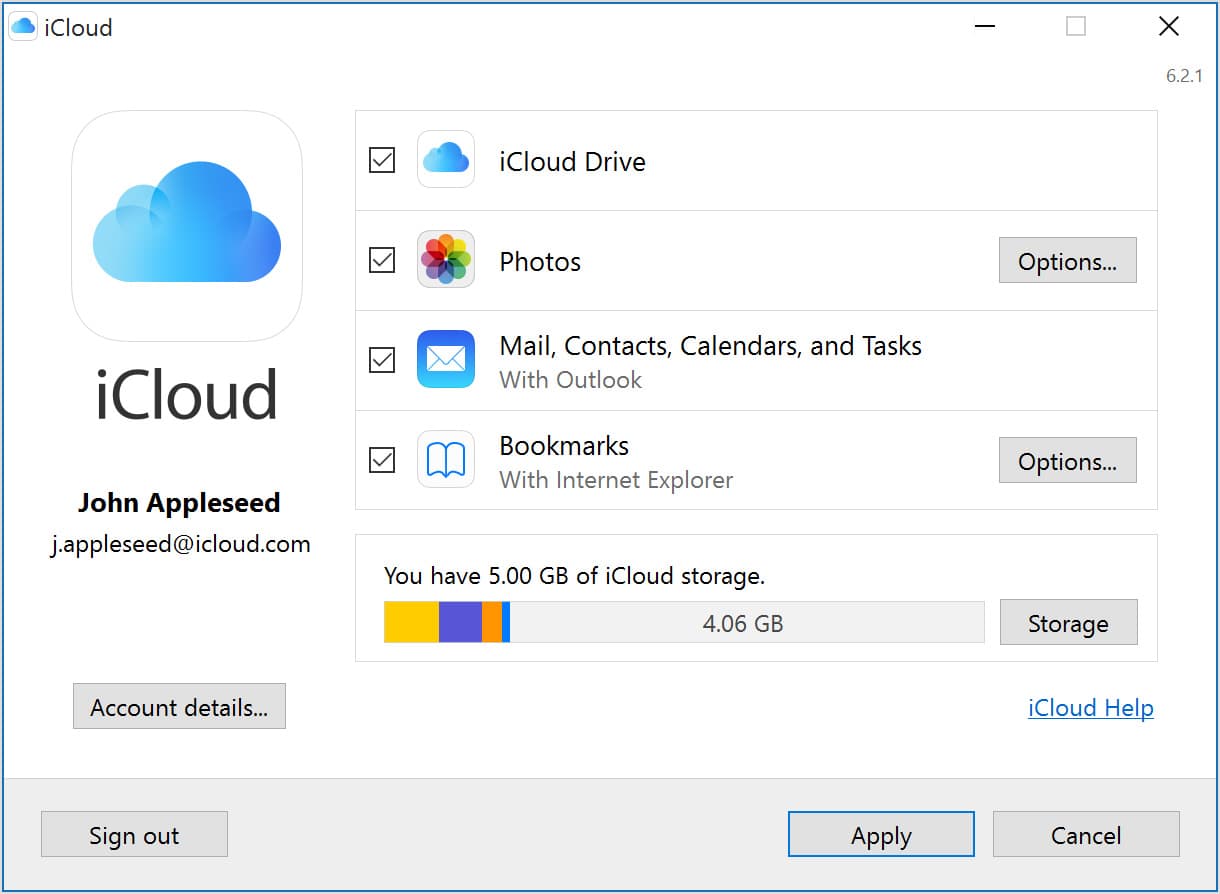 iCloud
6.2.1
iCloud
John Appleseed
j.appleseed@icloud.com
Account details...
iCloud Drive
Photos
Options...
Mail, Contacts, Calendars, and Tasks
With Outlook
Bookmarks
With Internet Explorer
Options...
You have 5.00 GB of iCloud storage.
4.06 GB
Storage
iCloud Help
Sign out
Apply
Cancel